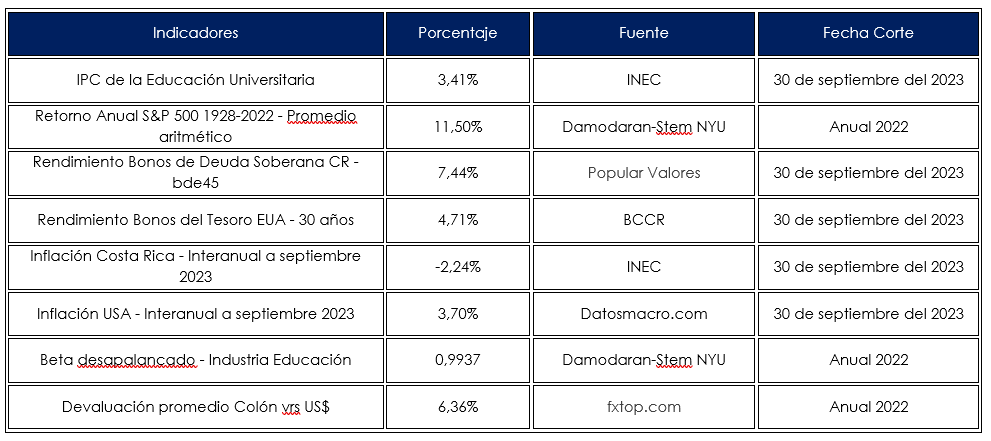 Indicadores Porcentaje Fuente Fecha Corte
IPC de la Educación Universitaria 3,41% INEC 30 de septiembre del 2023
Retorno Anual S&P 500 1928-2022 - Promedio
aritmético 11,50% Damodaran-Stem NYU Anual 2022
Rendimiento Bonos de Deuda Soberana CR -
bde45 7,44% Popular Valores 30 de septiembre del 2023
Rendimiento Bonos del Tesoro EUA - 30 años 4,71% BCCR 30 de septiembre del 2023
Inflación Costa Rica - Interanual a septiembre
2023 -2,24% INEC 30 de septiembre del 2023
Inflación USA - Interanual a septiembre 2023 3,70% Datosmacro.com 30 de septiembre del 2023
Beta desapalancado - Industria Educación 0,9937 Damodaran-Stem NYU Anual 2022
Devaluación promedio Colón vrs US$ 6,36% fxtop.com Anual 2022